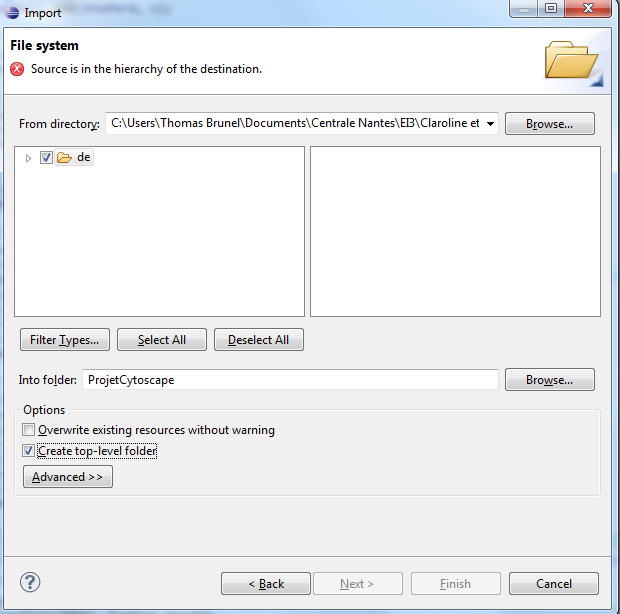 Import
File system
Source is in the hierarchy of the destination.
From directory: C:\Users\Thomas Brunel\Documents\Centrale Nantes\EI3\Claroline et Browse...
de
Filter Types... Select All Deselect All
Into folder: ProjetCytoscape Browse...
Options
Overwrite existing resources without warning
Create top-level folder
Advanced >>
? < Back Next > Finish Cancel